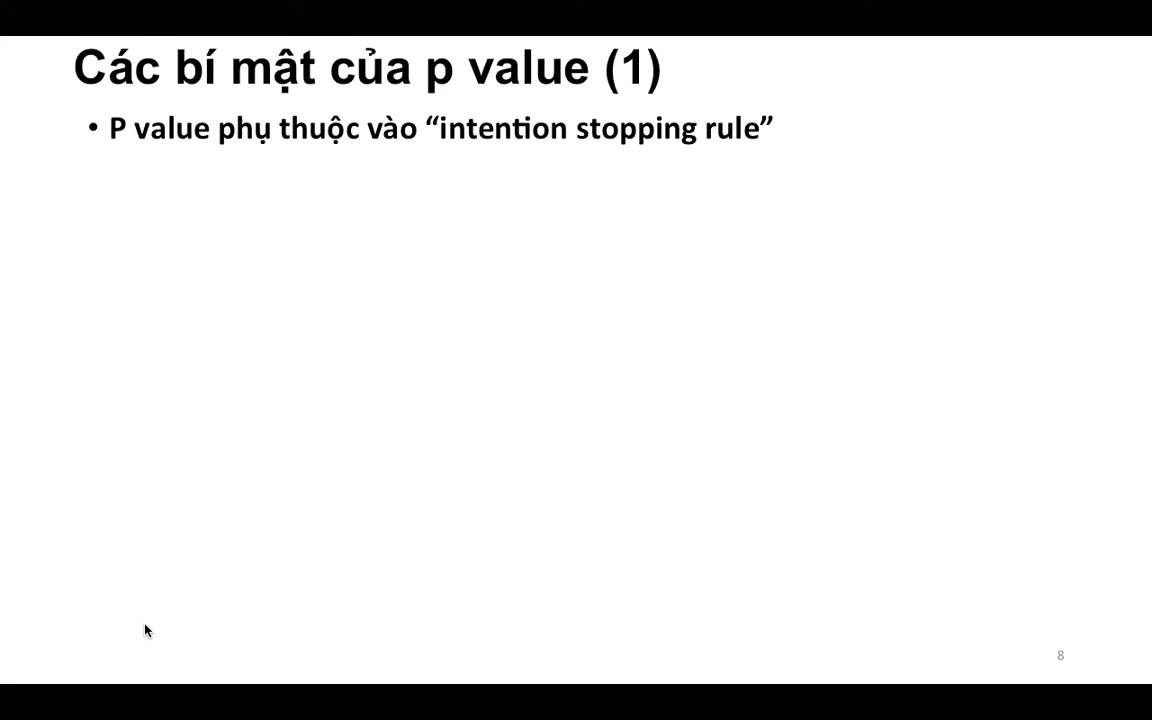 Các bí mật của p value (1)
• P value phụ thuộc vào “intention stopping rule”
8